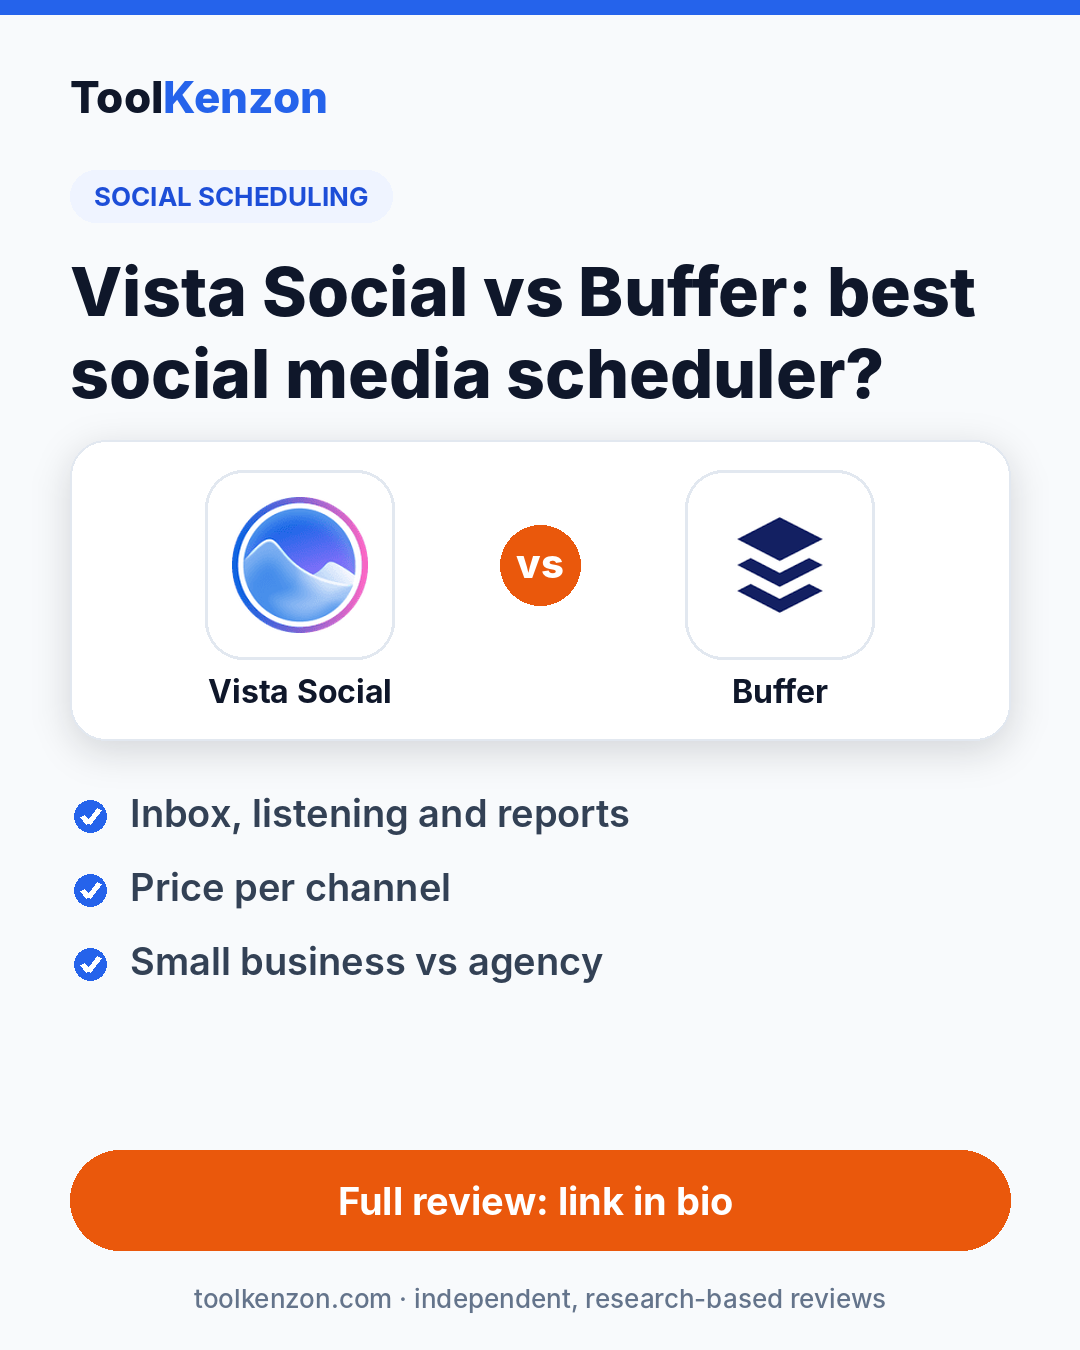 ToolKenzon
SOCIAL SCHEDULING
Vista Social vs Buffer: best
social media scheduler?
vs
Vista Social
Buffer
Inbox, listening and reports
Price per channel
Small business vs agency
Full review: link in bio
toolkenzon.com · independent, research-based reviews